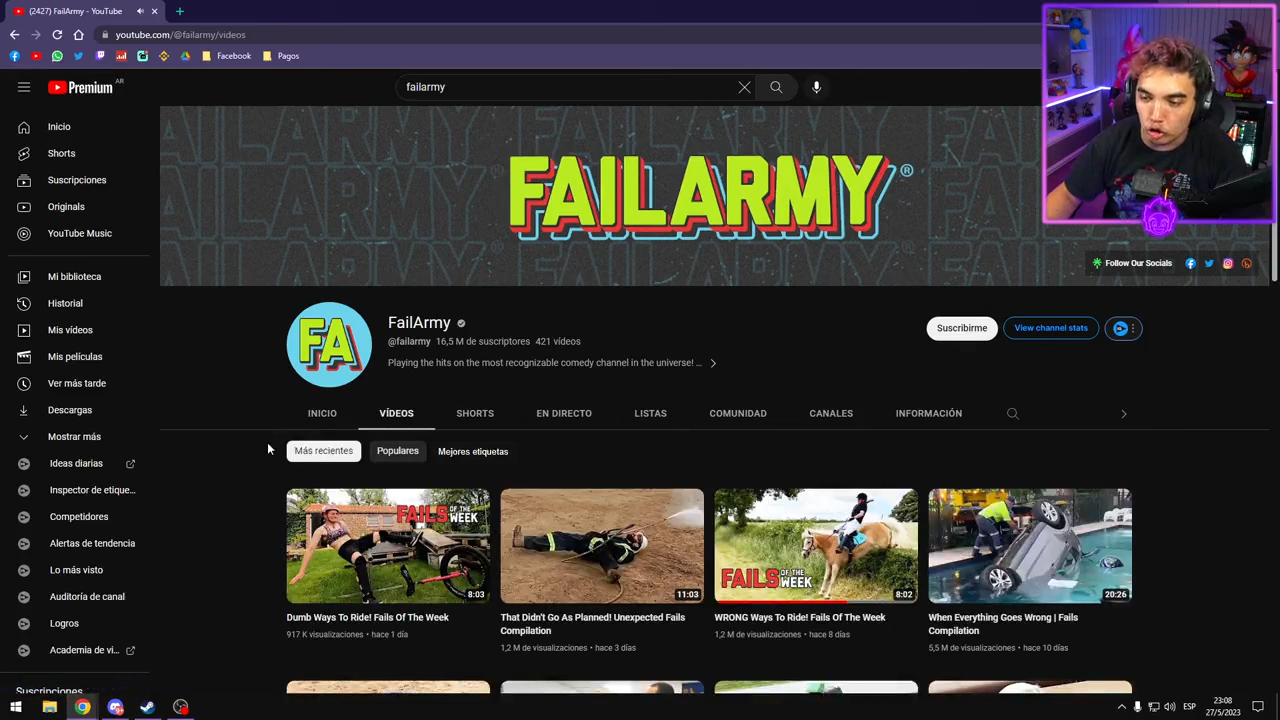 (2427) FailArmy - YouTube
youtube.com/@failarmy/videos
Facebook
Pagos
Premium AR
failarmy
Inicio
Shorts
Suscripciones
Originals
YouTube Music
Mi biblioteca
Historial
Mis vídeos
Mis películas
Ver más tarde
Descargas
Mostrar más
Ideas diarias
Inspector de etique...
Competidores
Alertas de tendencia
Lo más visto
Auditoría de canal
Logros
Academia de vi...
Suscripciones
FAILARMY®
Follow Our Socials
FA
FailArmy
@failarmy 16,5 M de suscriptores 421 vídeos
Playing the hits on the most recognizable comedy channel in the universe! ...
Suscribirme
View channel stats
INICIO
VÍDEOS
SHORTS
EN DIRECTO
LISTAS
COMUNIDAD
CANALES
INFORMACIÓN
Más recientes
Populares
Mejores etiquetas
FAILS OF THE WEEK
8:03
Dumb Ways To Ride! Fails Of The Week
917 K visualizaciones • hace 1 día
11:03
That Didn't Go As Planned! Unexpected Fails
Compilation
1,2 M de visualizaciones • hace 3 días
FAILS OF THE WEEK
8:02
WRONG Ways To Ride! Fails Of The Week
1,2 M de visualizaciones • hace 8 días
20:26
When Everything Goes Wrong | Fails
Compilation
5,5 M de visualizaciones • hace 10 días
ESP
23:08
27/5/2023